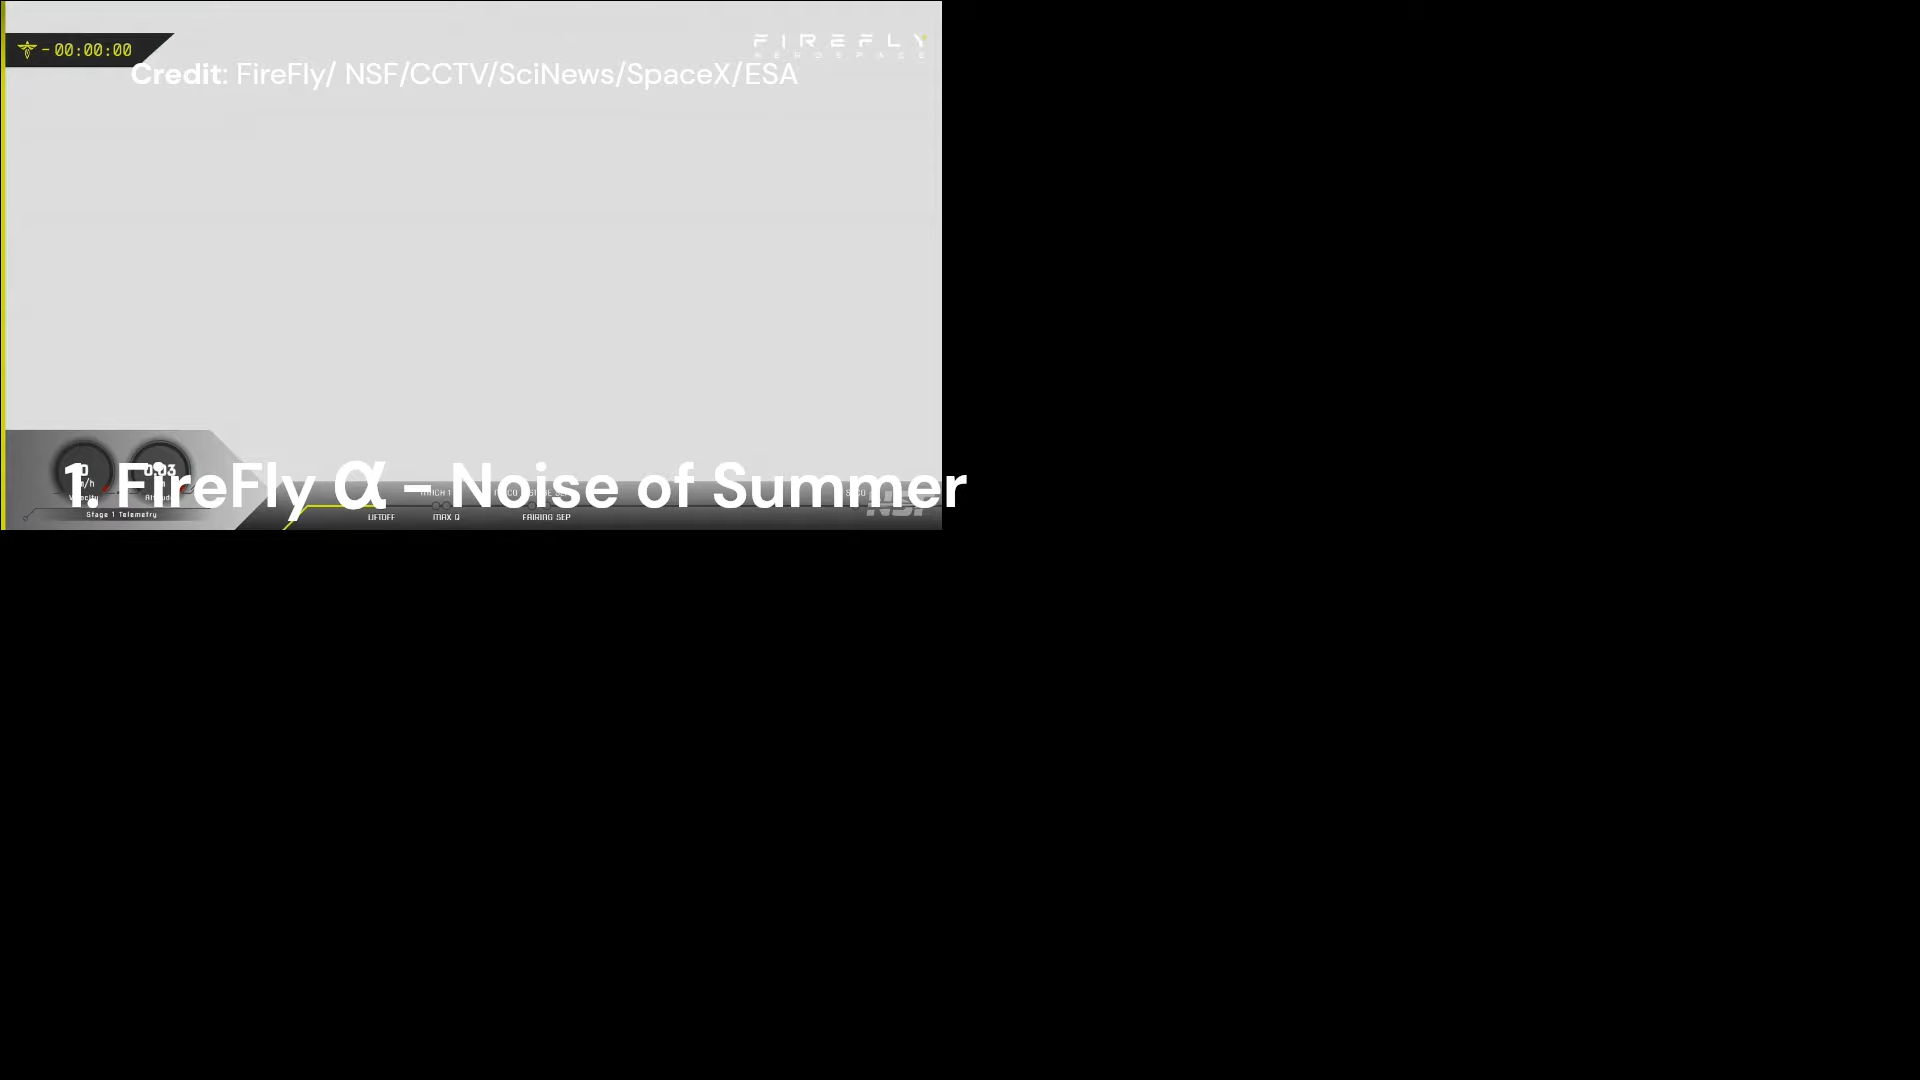 -00:00:00
FIREFLY
AEROSPACE
Credit: FireFly/ NSF/CCTV/SciNews/SpaceX/ESA
1. FireFly α – Noise of Summer
Stage 1 Telemetry
LIFTOFF
MAX Q
FAIRING SEP
NSF